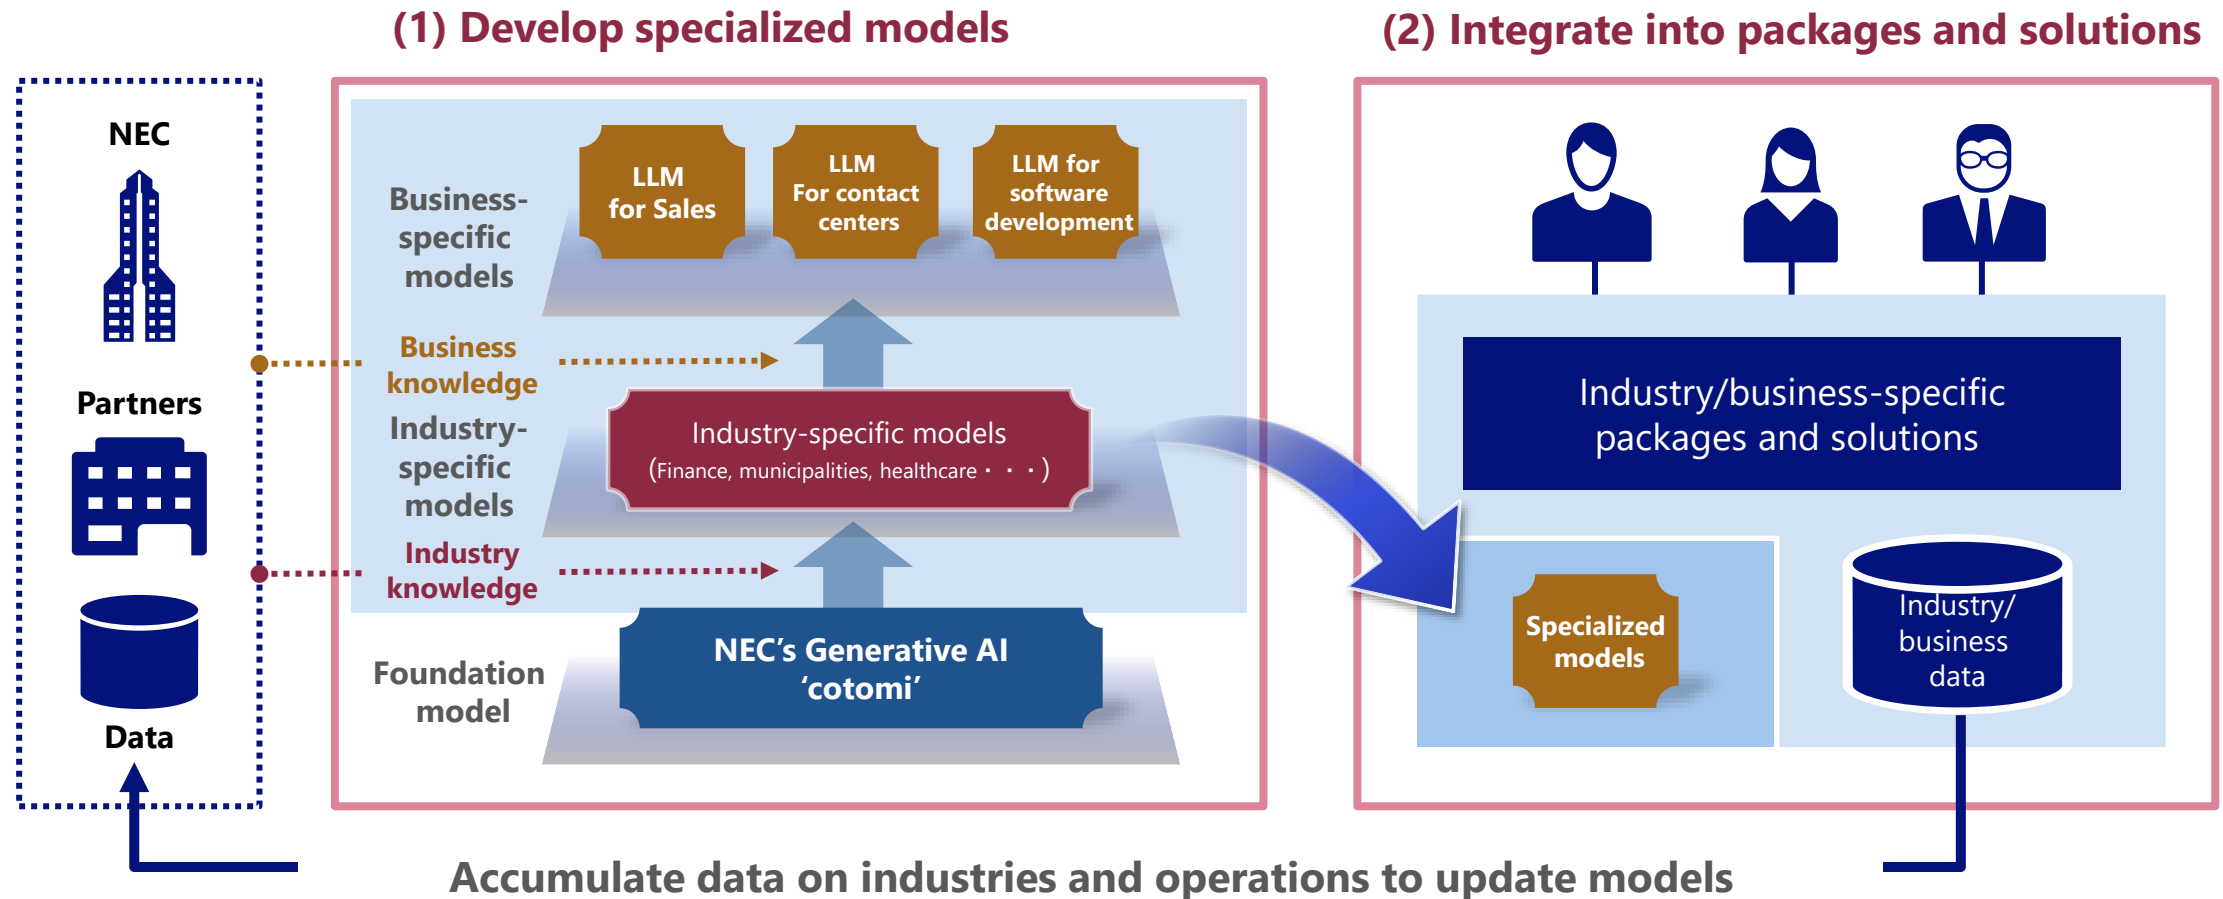 (1) Develop specialized models
(2) Integrate into packages and solutions
NEC
Partners
Data
Business-
specific
models
LLM
for Sales
LLM
For contact
centers
LLM for
software
development
Business
knowledge
Industry-
specific
models
Industry-specific models
(Finance, municipalities, healthcare・・・)
Industry
knowledge
Foundation
model
NEC’s Generative AI
‘cotomi’
Industry/business-specific
packages and solutions
Specialized
models
Industry/
business
data
Accumulate data on industries and operations to update models